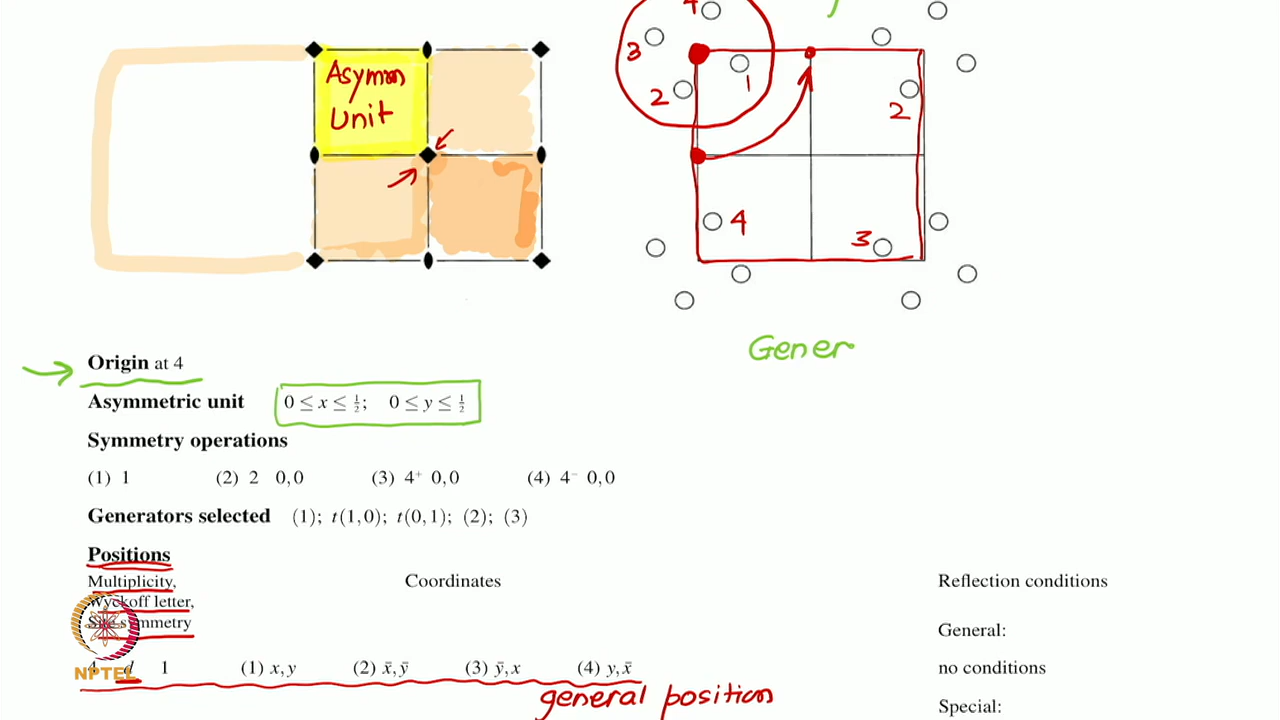 Asymm
Unit
4
3
2
1
2
4
3
Gener
Origin at 4
Asymmetric unit 0 ≤ x ≤ ½; 0 ≤ y ≤ ½
Symmetry operations
(1) 1 (2) 2 0,0 (3) 4⁺ 0,0 (4) 4⁻ 0,0
Generators selected (1); t(1,0); t(0,1); (2); (3)
Positions
Multiplicity, Coordinates Reflection conditions
Wyckoff letter,
Site symmetry General:
4 d 1 (1) x,y (2) x̄,ȳ (3) ȳ,x (4) y,x̄ no conditions
NPTEL
general position
Special: